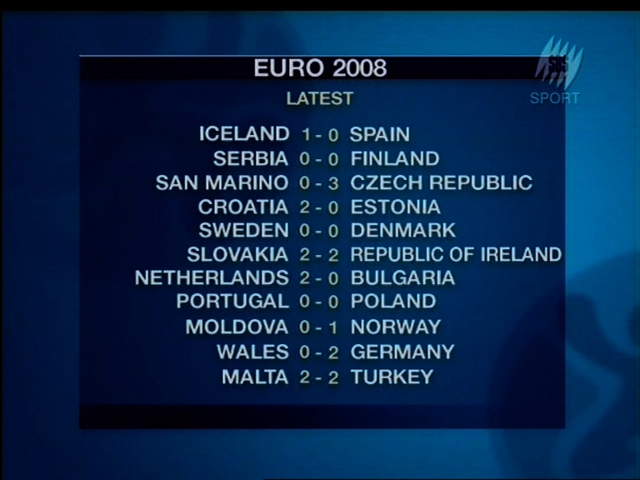 EURO 2008
SBS
SPORT
LATEST
ICELAND 1 - 0 SPAIN
SERBIA 0 - 0 FINLAND
SAN MARINO 0 - 3 CZECH REPUBLIC
CROATIA 2 - 0 ESTONIA
SWEDEN 0 - 0 DENMARK
SLOVAKIA 2 - 2 REPUBLIC OF IRELAND
NETHERLANDS 2 - 0 BULGARIA
PORTUGAL 0 - 0 POLAND
MOLDOVA 0 - 1 NORWAY
WALES 0 - 2 GERMANY
MALTA 2 - 2 TURKEY